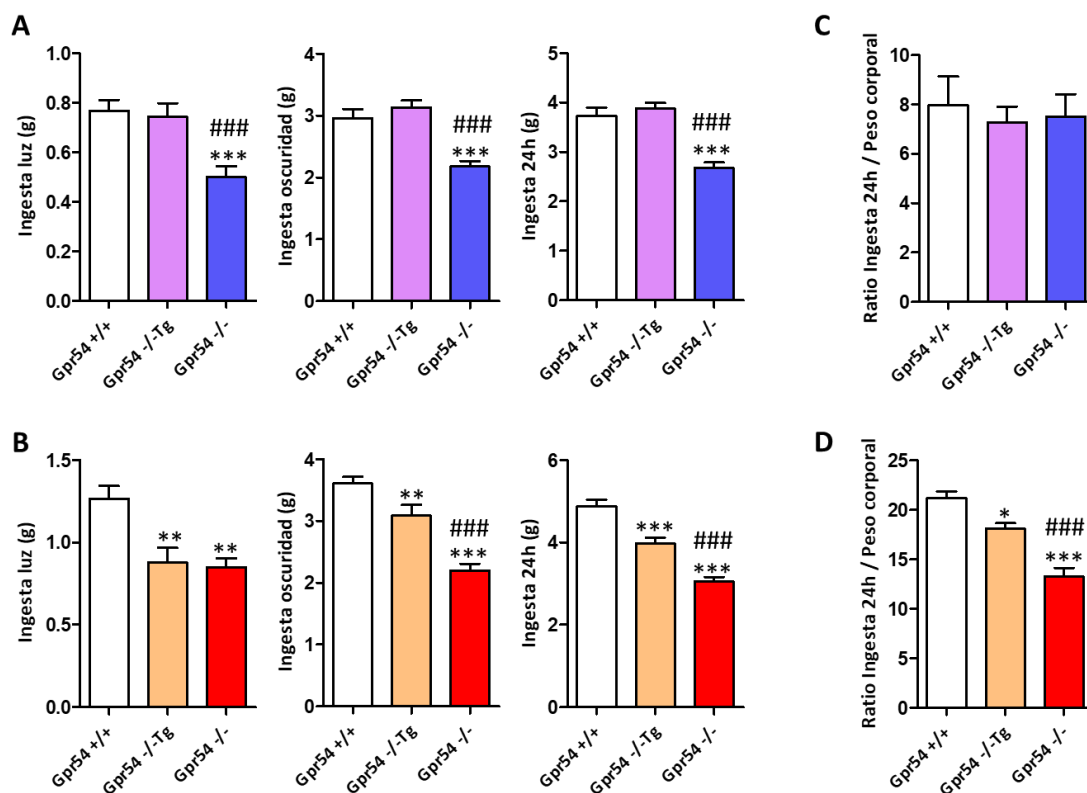 A
Ingesta luz (g)
1.0
0.8
0.6
0.4
0.2
0.0
###
***
Gpr54 +/+
Gpr54 -/-Tg
Gpr54 -/-
Ingesta oscuridad (g)
4
3
2
1
0
###
***
Gpr54 +/+
Gpr54 -/-Tg
Gpr54 -/-
Ingesta 24h (g)
5
4
3
2
1
0
###
***
Gpr54 +/+
Gpr54 -/-Tg
Gpr54 -/-
C
Ratio Ingesta 24h / Peso corporal
10
8
6
4
2
0
Gpr54 +/+
Gpr54 -/-Tg
Gpr54 -/-
B
Ingesta luz (g)
1.5
1.0
0.5
0.0
**
**
Gpr54 +/+
Gpr54 -/-Tg
Gpr54 -/-
Ingesta oscuridad (g)
4
3
2
1
0
**
###
***
Gpr54 +/+
Gpr54 -/-Tg
Gpr54 -/-
Ingesta 24h (g)
6
4
2
0
***
###
***
Gpr54 +/+
Gpr54 -/-Tg
Gpr54 -/-
D
Ratio Ingesta 24h / Peso corporal
25
20
15
10
5
0
*
###
***
Gpr54 +/+
Gpr54 -/-Tg
Gpr54 -/-